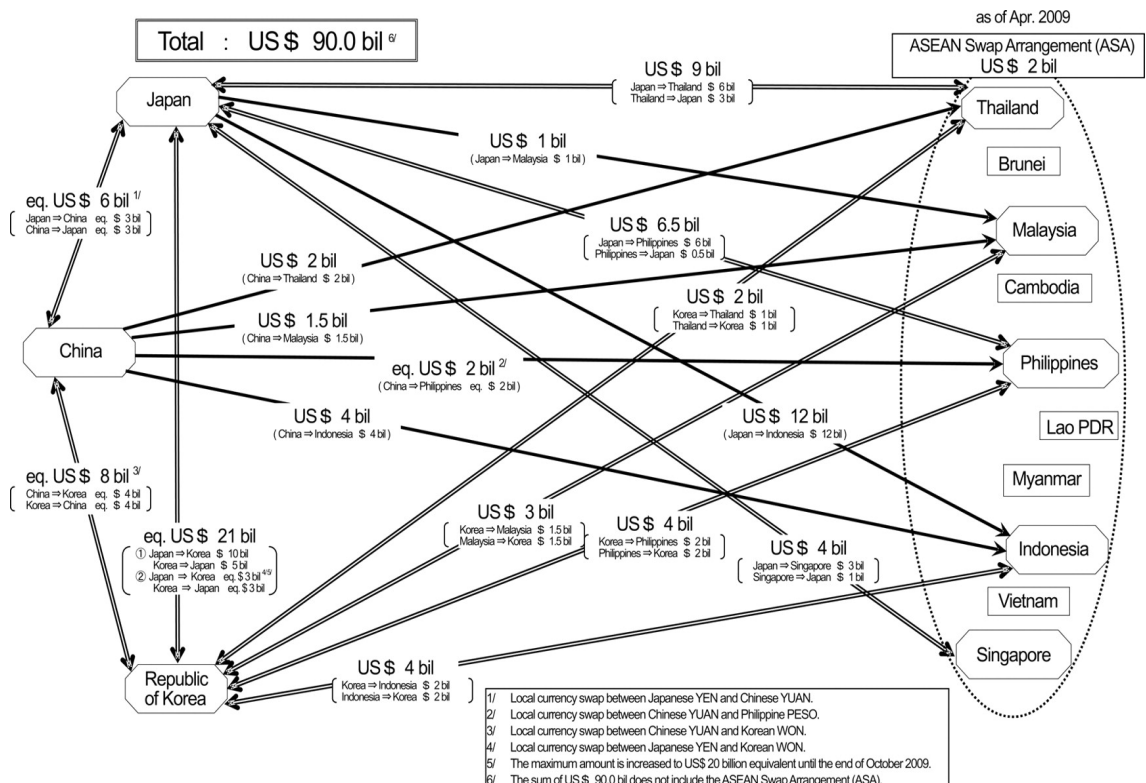 as of Apr. 2009
Total : US $ 90.0 bil 6/
ASEAN Swap Arrangement (ASA)
US $ 2 bil
US $ 9 bil
Japan ⇒ Thailand $ 6 bil
Thailand ⇒ Japan $ 3 bil
Japan
Thailand
US $ 1 bil
( Japan ⇒ Malaysia $ 1 bil )
Brunei
eq. US $ 6 bil 1/
Japan ⇒ China eq. $ 3 bil
China ⇒ Japan eq. $ 3 bil
US $ 6.5 bil
Japan ⇒ Philippines $ 6 bil
Philippines ⇒ Japan $ 0.5 bil
Malaysia
US $ 2 bil
( China ⇒ Thailand $ 2 bil )
Cambodia
US $ 2 bil
Korea ⇒ Thailand $ 1 bil
Thailand ⇒ Korea $ 1 bil
US $ 1.5 bil
( China ⇒ Malaysia $ 1.5 bil )
China
eq. US $ 2 bil 2/
( China ⇒ Philippines eq. $ 2 bil )
Philippines
US $ 4 bil
( China ⇒ Indonesia $ 4 bil )
US $ 12 bil
( Japan ⇒ Indonesia $ 12 bil )
Lao PDR
eq. US $ 8 bil 3/
China ⇒ Korea eq. $ 4 bil
Korea ⇒ China eq. $ 4 bil
Myanmar
eq. US $ 21 bil
① Japan ⇒ Korea $ 10 bil
Korea ⇒ Japan $ 5 bil
② Japan ⇒ Korea eq. $ 3 bil 4/5/
Korea ⇒ Japan eq. $ 3 bil
US $ 3 bil
Korea ⇒ Malaysia $ 1.5 bil
Malaysia ⇒ Korea $ 1.5 bil
US $ 4 bil
Korea ⇒ Philippines $ 2 bil
Philippines ⇒ Korea $ 2 bil
US $ 4 bil
Japan ⇒ Singapore $ 3 bil
Singapore ⇒ Japan $ 1 bil
Indonesia
Vietnam
Singapore
Republic
of Korea
US $ 4 bil
Korea ⇒ Indonesia $ 2 bil
Indonesia ⇒ Korea $ 2 bil
1/ Local currency swap between Japanese YEN and Chinese YUAN.
2/ Local currency swap between Chinese YUAN and Philippine PESO.
3/ Local currency swap between Chinese YUAN and Korean WON.
4/ Local currency swap between Japanese YEN and Korean WON.
5/ The maximum amount is increased to US$ 20 billion equivalent until the end of October 2009.
6/ The sum of US $ 90.0 bil does not include the ASEAN Swap Arrangement (ASA).